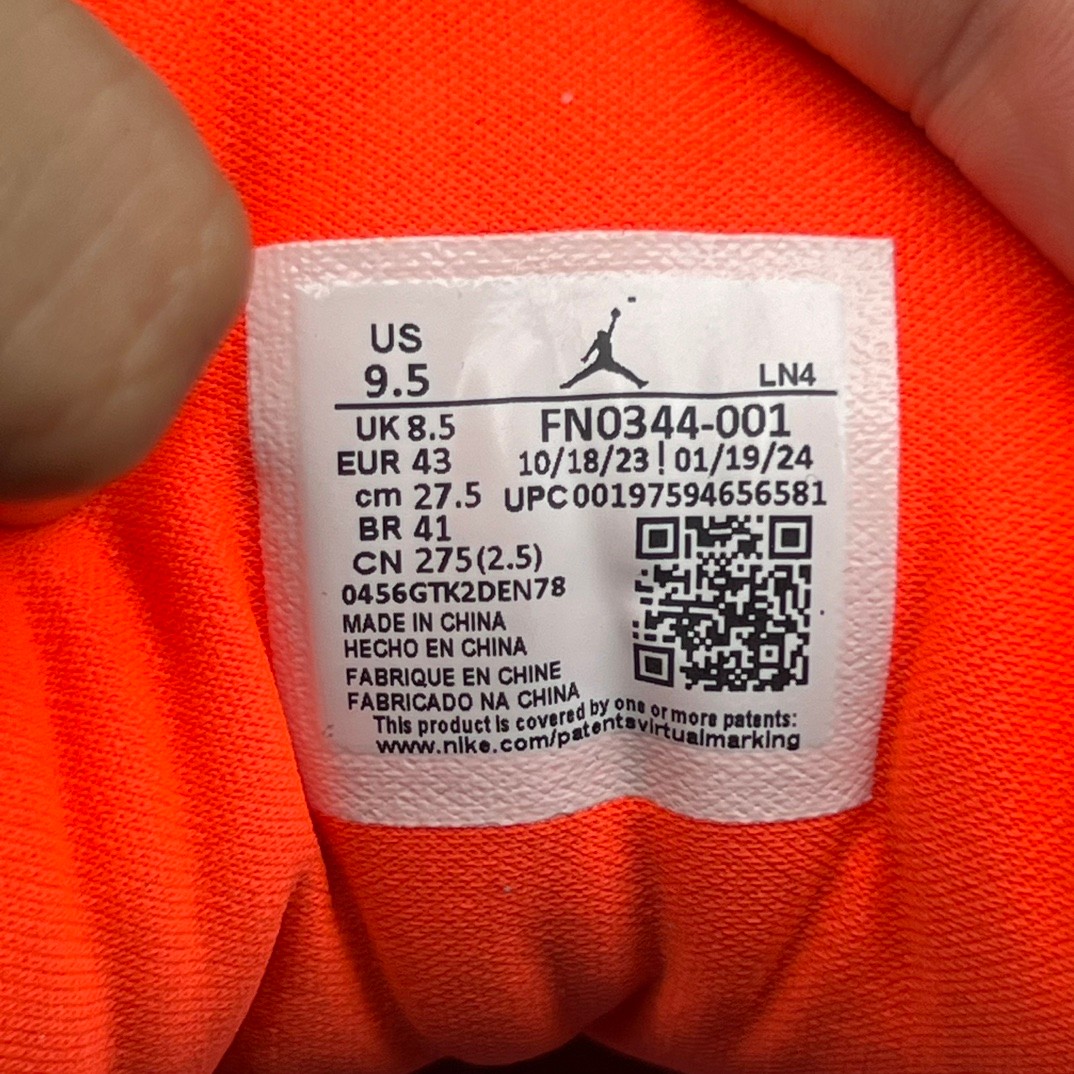 US
9.5
LN4
UK 8.5
FN0344-001
EUR 43
10/18/23 ! 01/19/24
cm 27.5
UPC00197594656581
BR 41
CN 275(2.5)
0456GTK2DEN78
MADE IN CHINA
HECHO EN CHINA
FABRIQUE EN CHINE
FABRICADO NA CHINA
This product is covered by one or more patents:
www.nike.com/patentsvirtualmarking